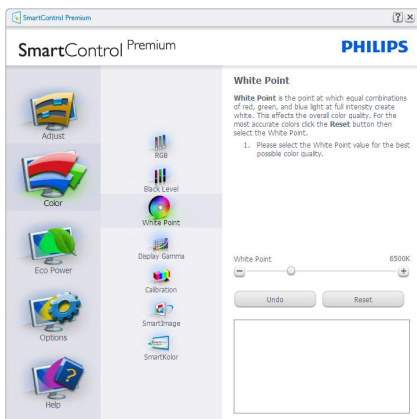 SmartControl Premium
? ×
SmartControl Premium
PHILIPS
Adjust
Color
Eco Power
Options
Help
RGB
Black Level
White Point
Display Gamma
Calibration
SmartImage
SmartKolor
White Point
White Point is the point at which equal combinations
of red, green, and blue light at full intensity create
white. This effects the overall color quality. For the
most accurate colors click the Reset button then
select the White Point.
1. Please select the White Point value for the best
possible color quality.
White Point 6500K
Undo Reset